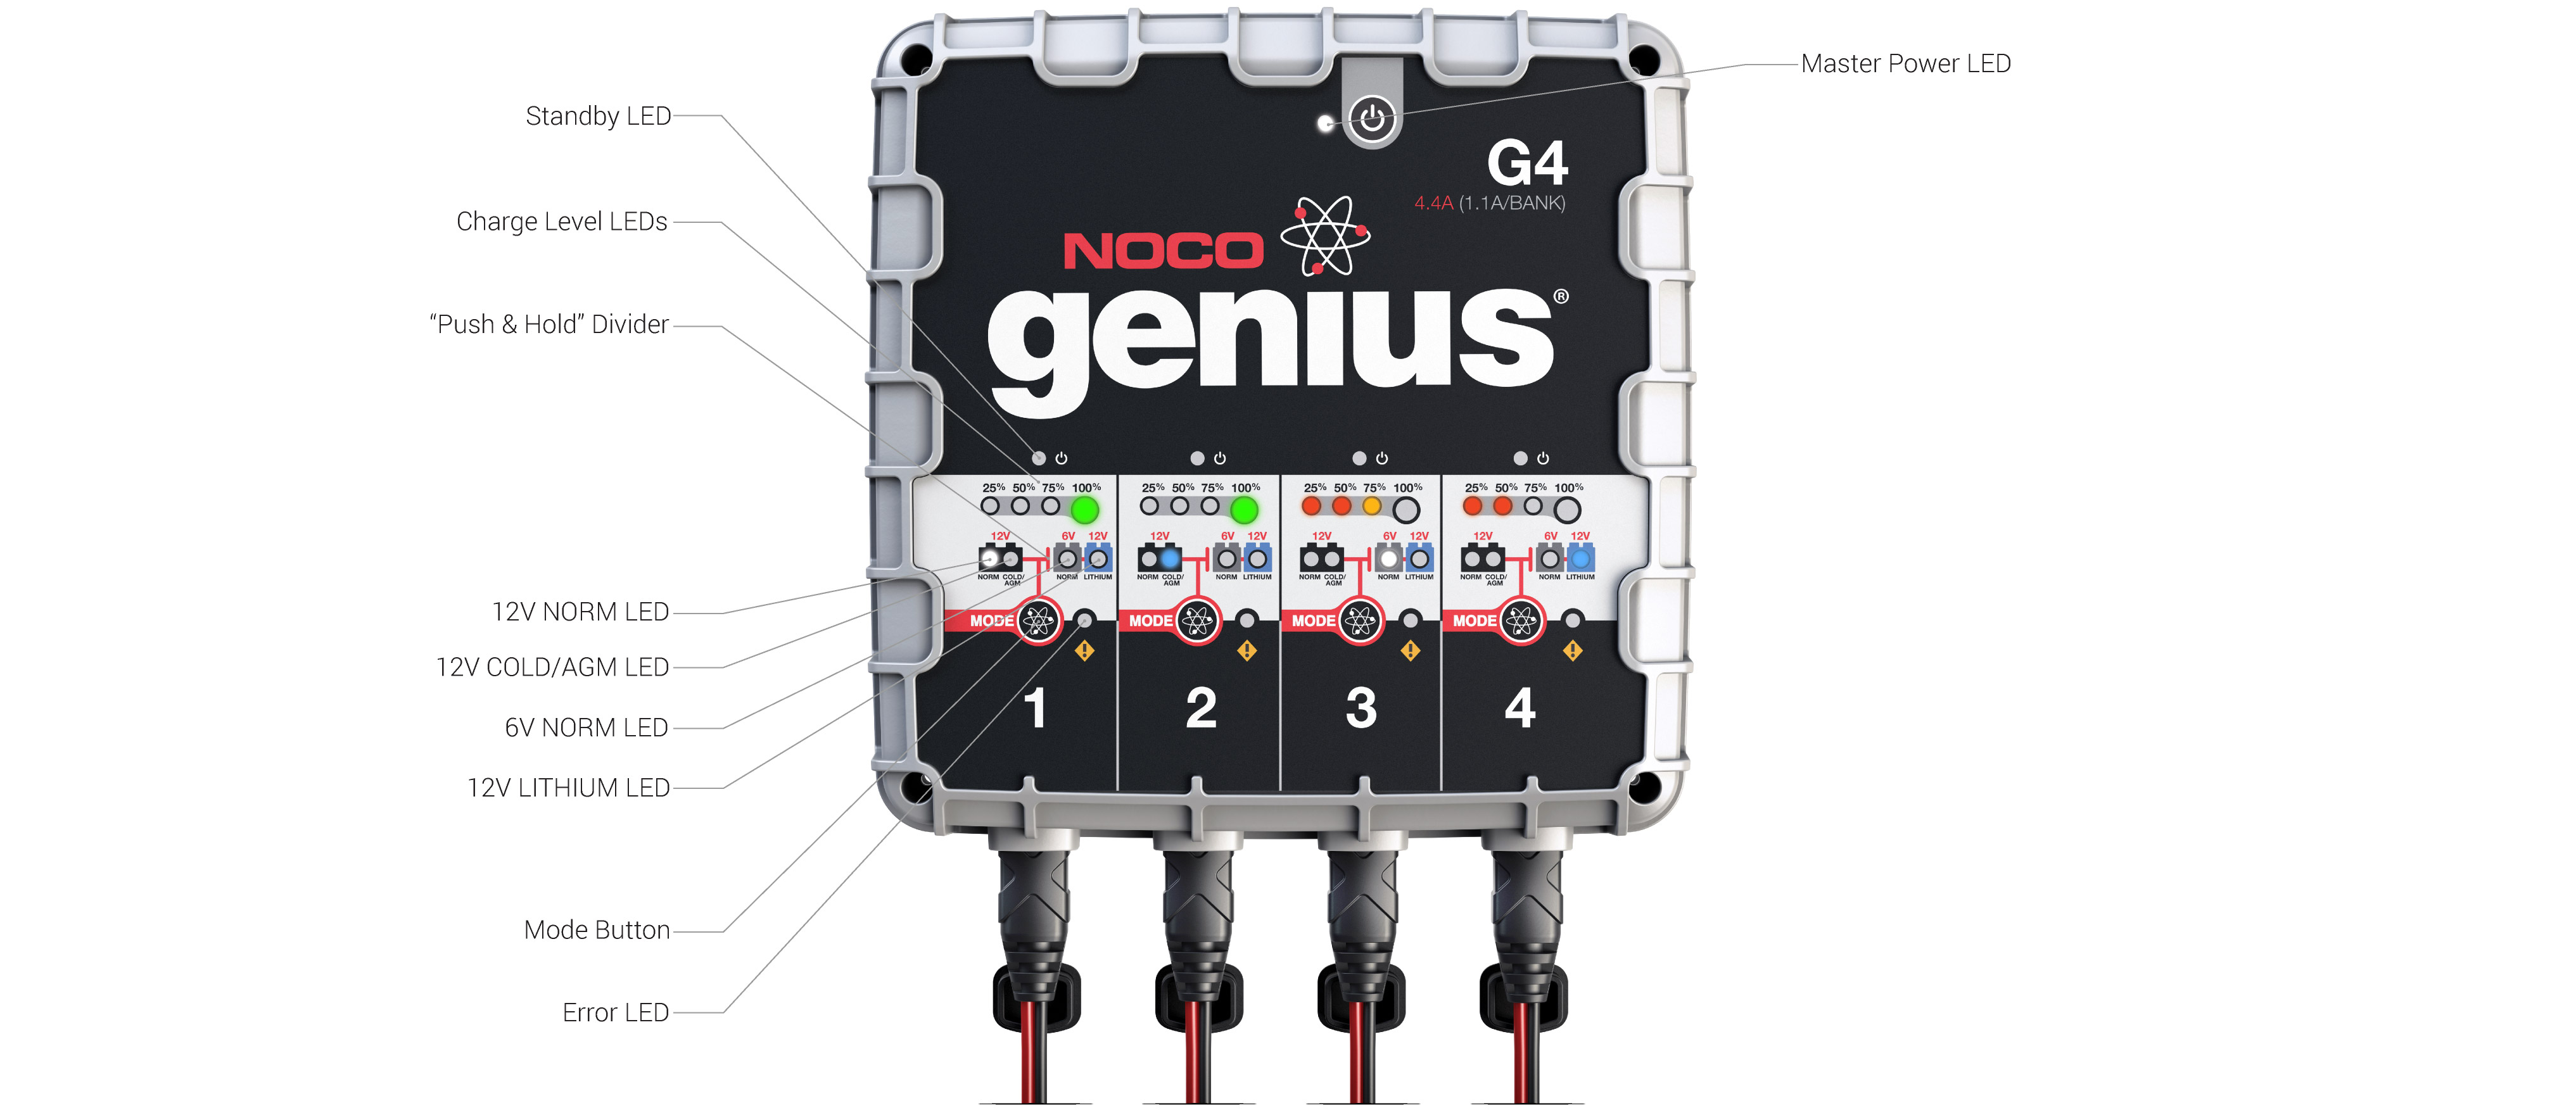 Master Power LED
Standby LED
G4
4.4A (1.1A/BANK)
Charge Level LEDs
NOCO
genius®
“Push & Hold” Divider
25% 50% 75% 100%
25% 50% 75% 100%
25% 50% 75% 100%
25% 50% 75% 100%
12V 6V 12V
12V 6V 12V
12V 6V 12V
12V 6V 12V
NORM COLD/AGM NORM LITHIUM
NORM COLD/AGM NORM LITHIUM
NORM COLD/AGM NORM LITHIUM
NORM COLD/AGM NORM LITHIUM
12V NORM LED
MODE MODE MODE MODE
12V COLD/AGM LED
1 2 3 4
6V NORM LED
12V LITHIUM LED
Mode Button
Error LED